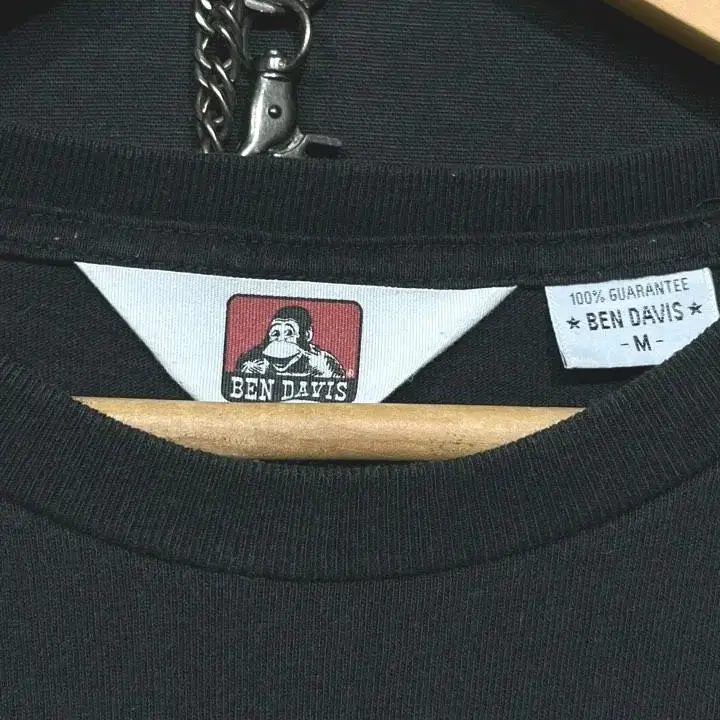 BEN DAVIS
100% GUARANTEE
★ BEN DAVIS ★
- M -